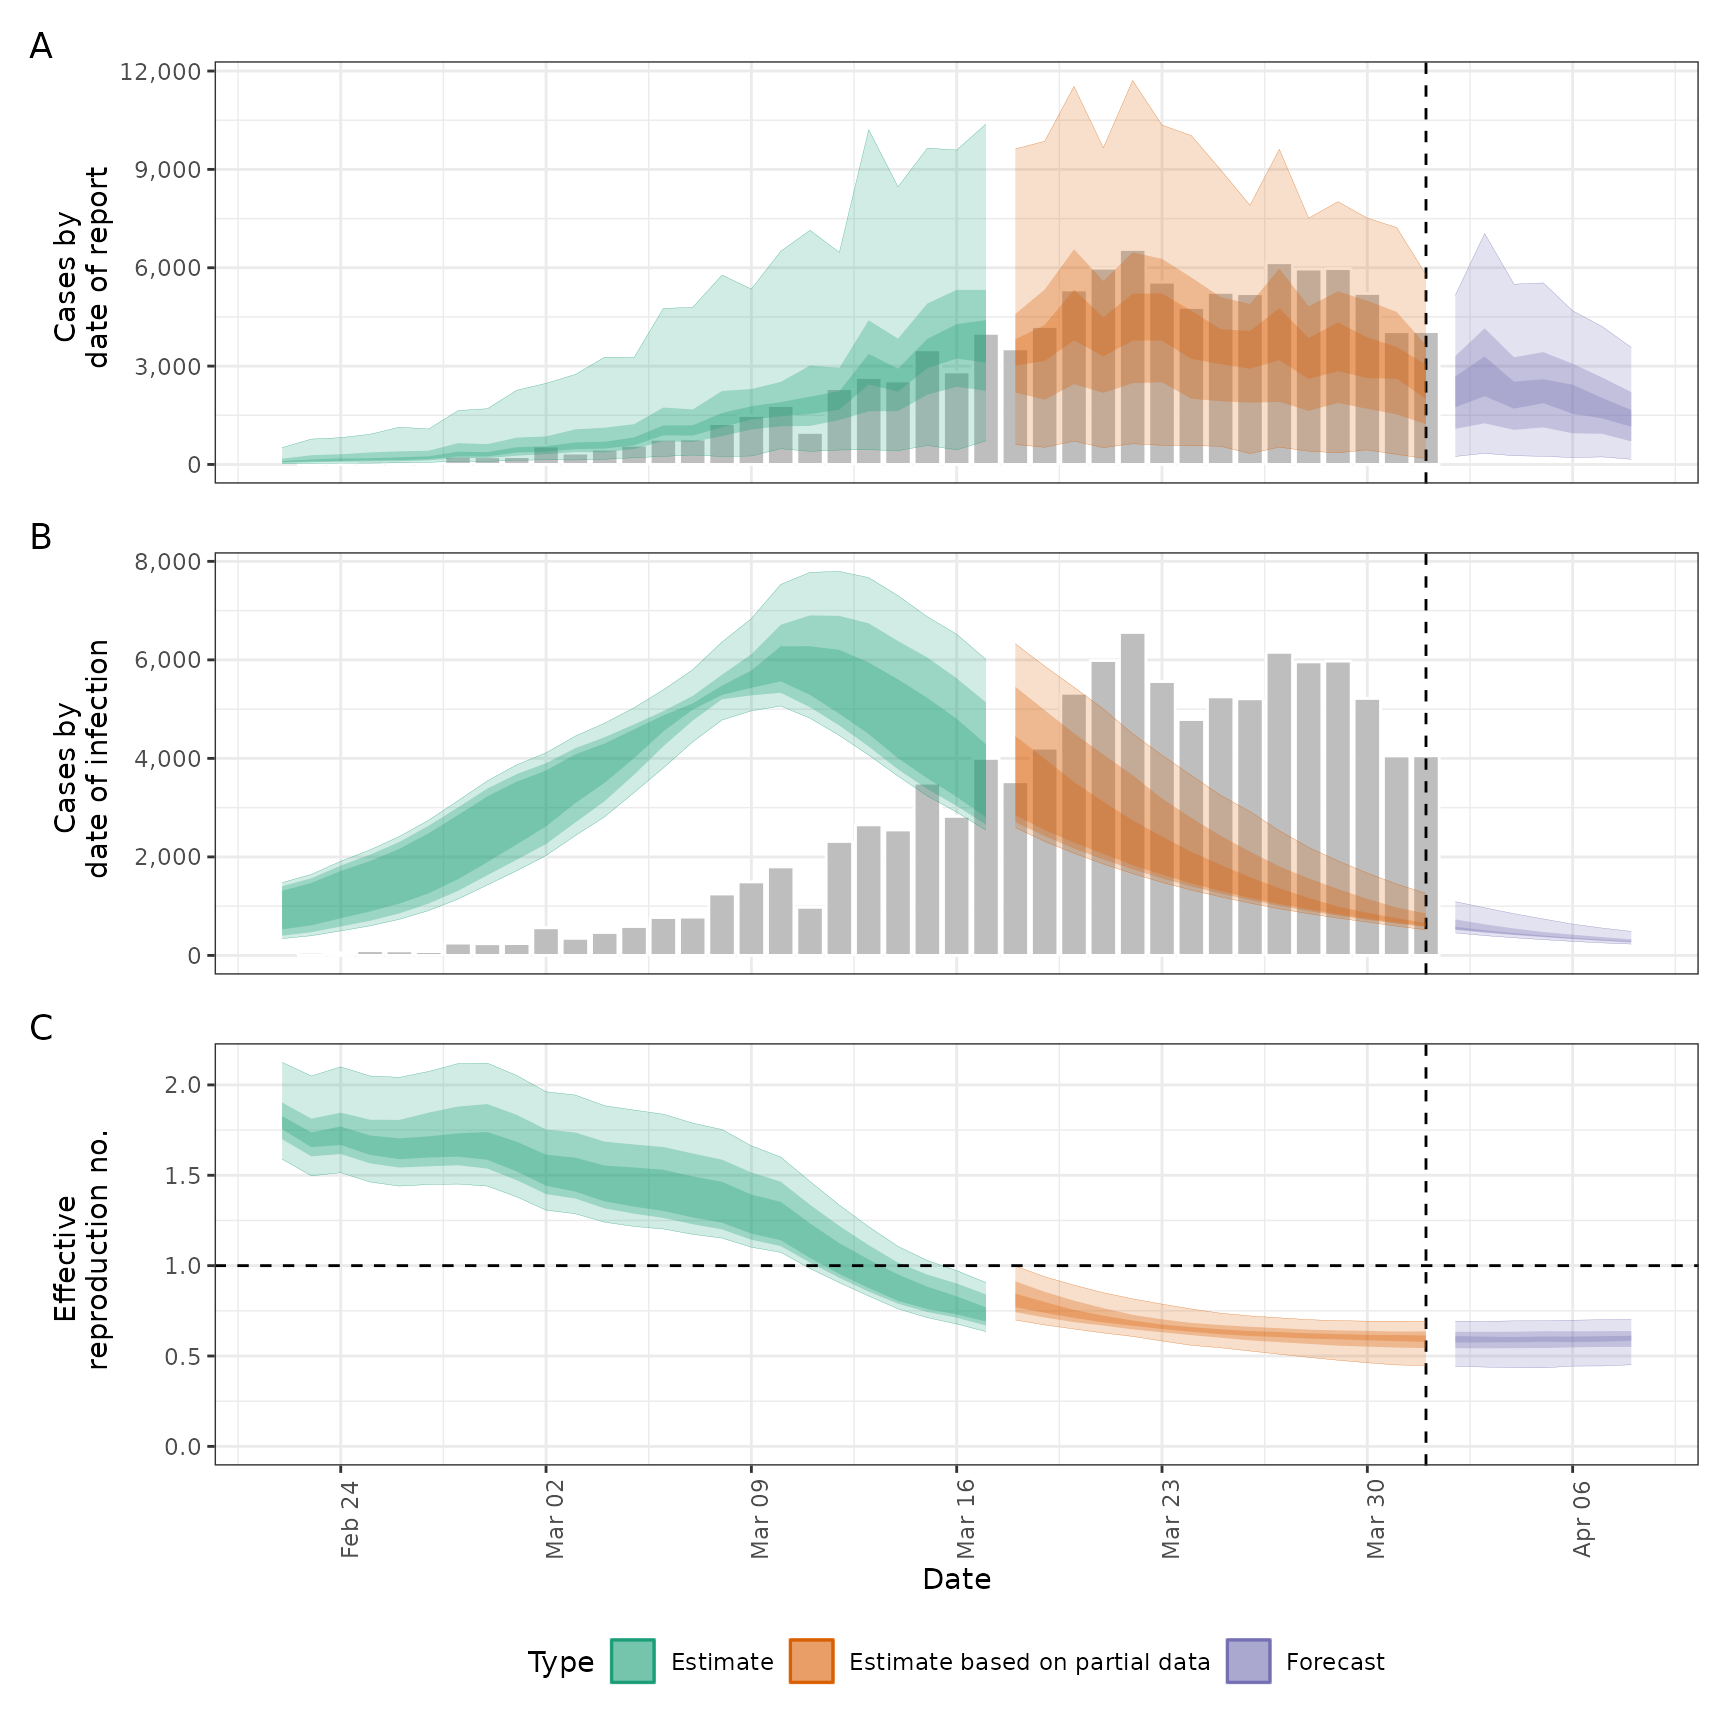 A
Cases by
date of report
12,000
9,000
6,000
3,000
0
B
Cases by
date of infection
8,000
6,000
4,000
2,000
0
C
Effective
reproduction no.
2.0
1.5
1.0
0.5
0.0
Feb 24
Mar 02
Mar 09
Mar 16
Mar 23
Mar 30
Apr 06
Date
Type
Estimate
Estimate based on partial data
Forecast